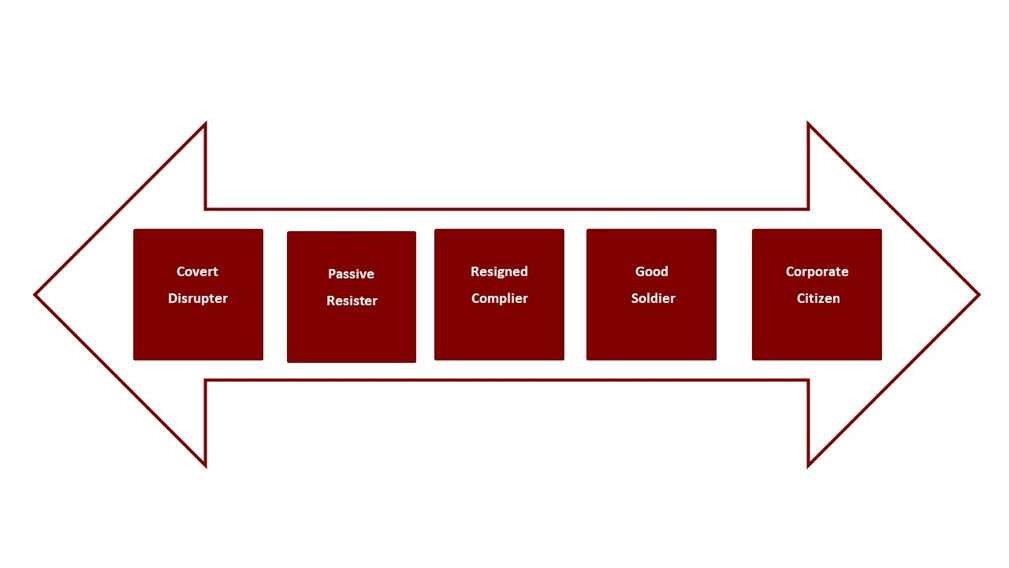 Covert
Disrupter
Passive
Resister
Resigned
Complier
Good
Soldier
Corporate
Citizen